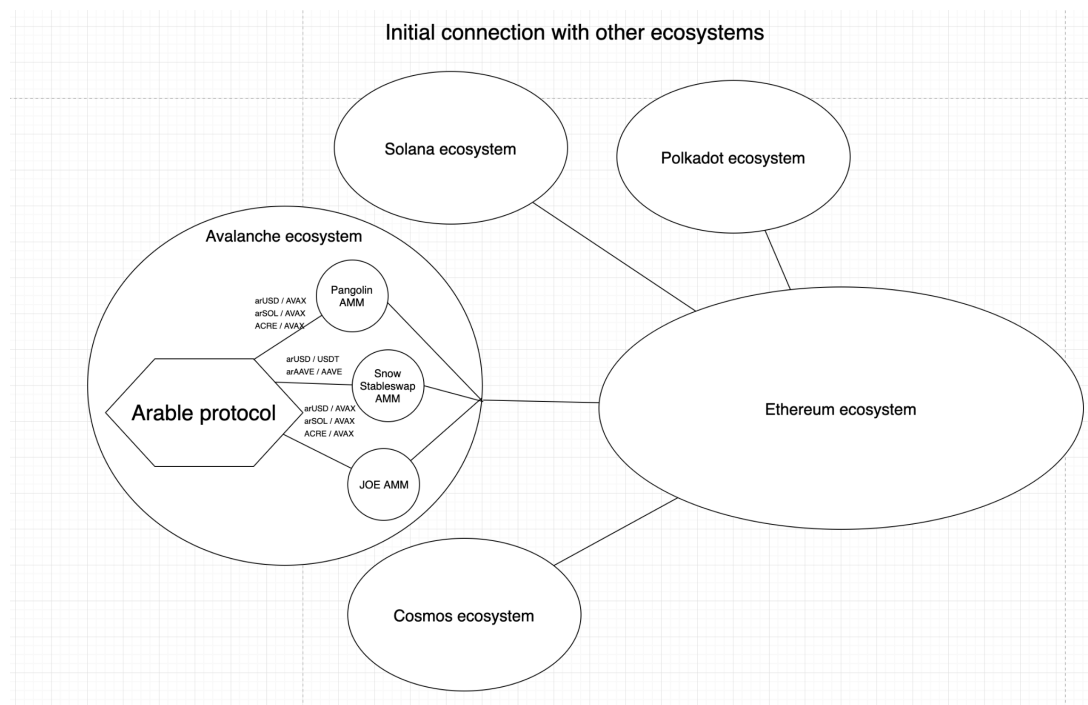 Initial connection with other ecosystems
Solana ecosystem
Polkadot ecosystem
Avalanche ecosystem
Pangolin
AMM
arUSD / AVAX
arSOL / AVAX
ACRE / AVAX
arUSD / USDT
arAAVE / AAVE
Snow
Stableswap
AMM
Arable protocol
arUSD / AVAX
arSOL / AVAX
ACRE / AVAX
JOE AMM
Ethereum ecosystem
Cosmos ecosystem